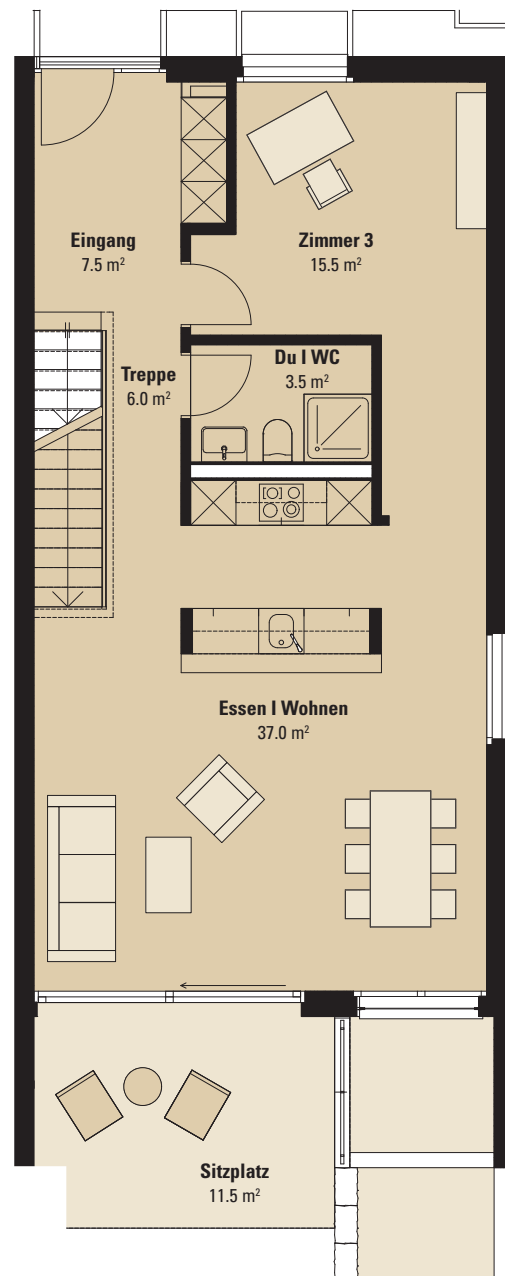 Eingang
7.5 m²
Zimmer 3
15.5 m²
Du I WC
3.5 m²
Treppe
6.0 m²
Essen I Wohnen
37.0 m²
Sitzplatz
11.5 m²